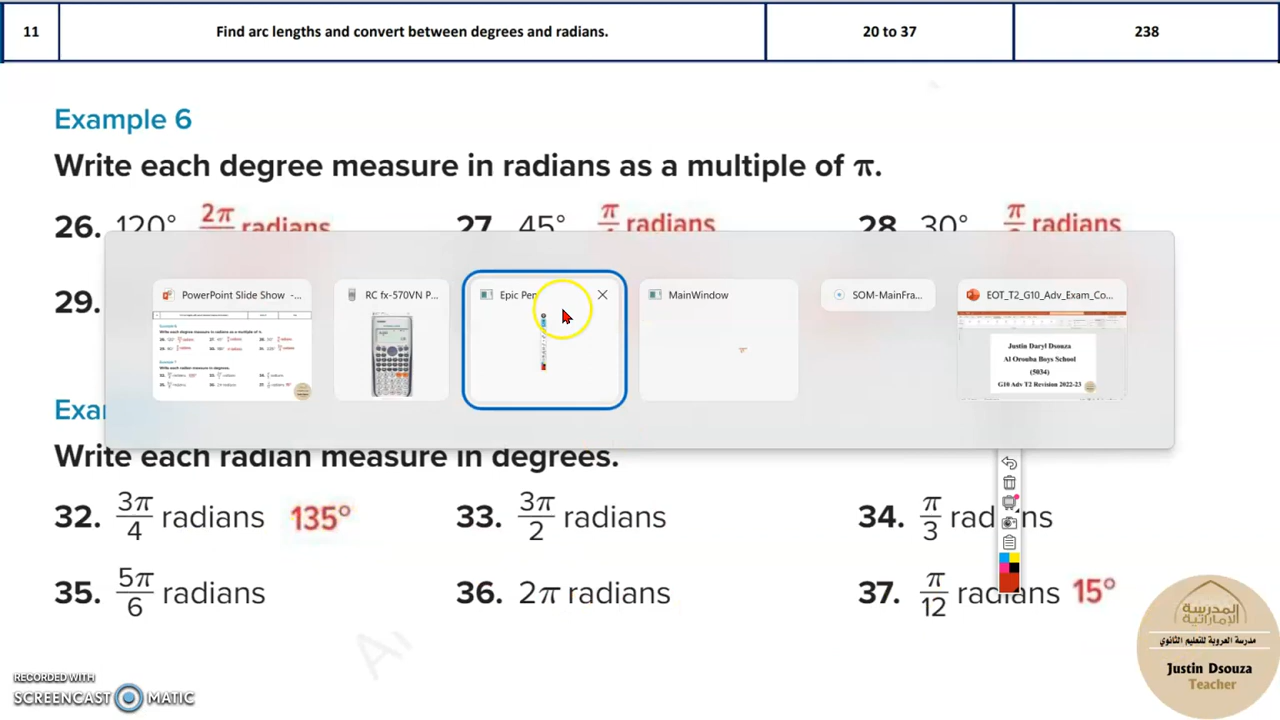 11 Find arc lengths and convert between degrees and radians. 20 to 37 238
Example 6
Write each degree measure in radians as a multiple of π.
26. 120° 2π radians 27. 45° π radians 28. 30° π radians
29.
PowerPoint Slide Show -... RC fx-570VN P... Epic Pen MainWindow SOM-MainFra... EOT_T2_G10_Adv_Exam_Co...
Justin Daryl Dsouza
Al Orouba Boys School
(5034)
G10 Adv T2 Revision 2022-23
Exa
Write each radian measure in degrees.
32. 3π/4 radians 135° 33. 3π/2 radians 34. π/3 radians
35. 5π/6 radians 36. 2π radians 37. π/12 radians 15°
المدرسة
الإماراتية
مدرسة العروبة للتعليم الثانوي
Justin Dsouza
Teacher
RECORDED WITH
SCREENCAST MATIC